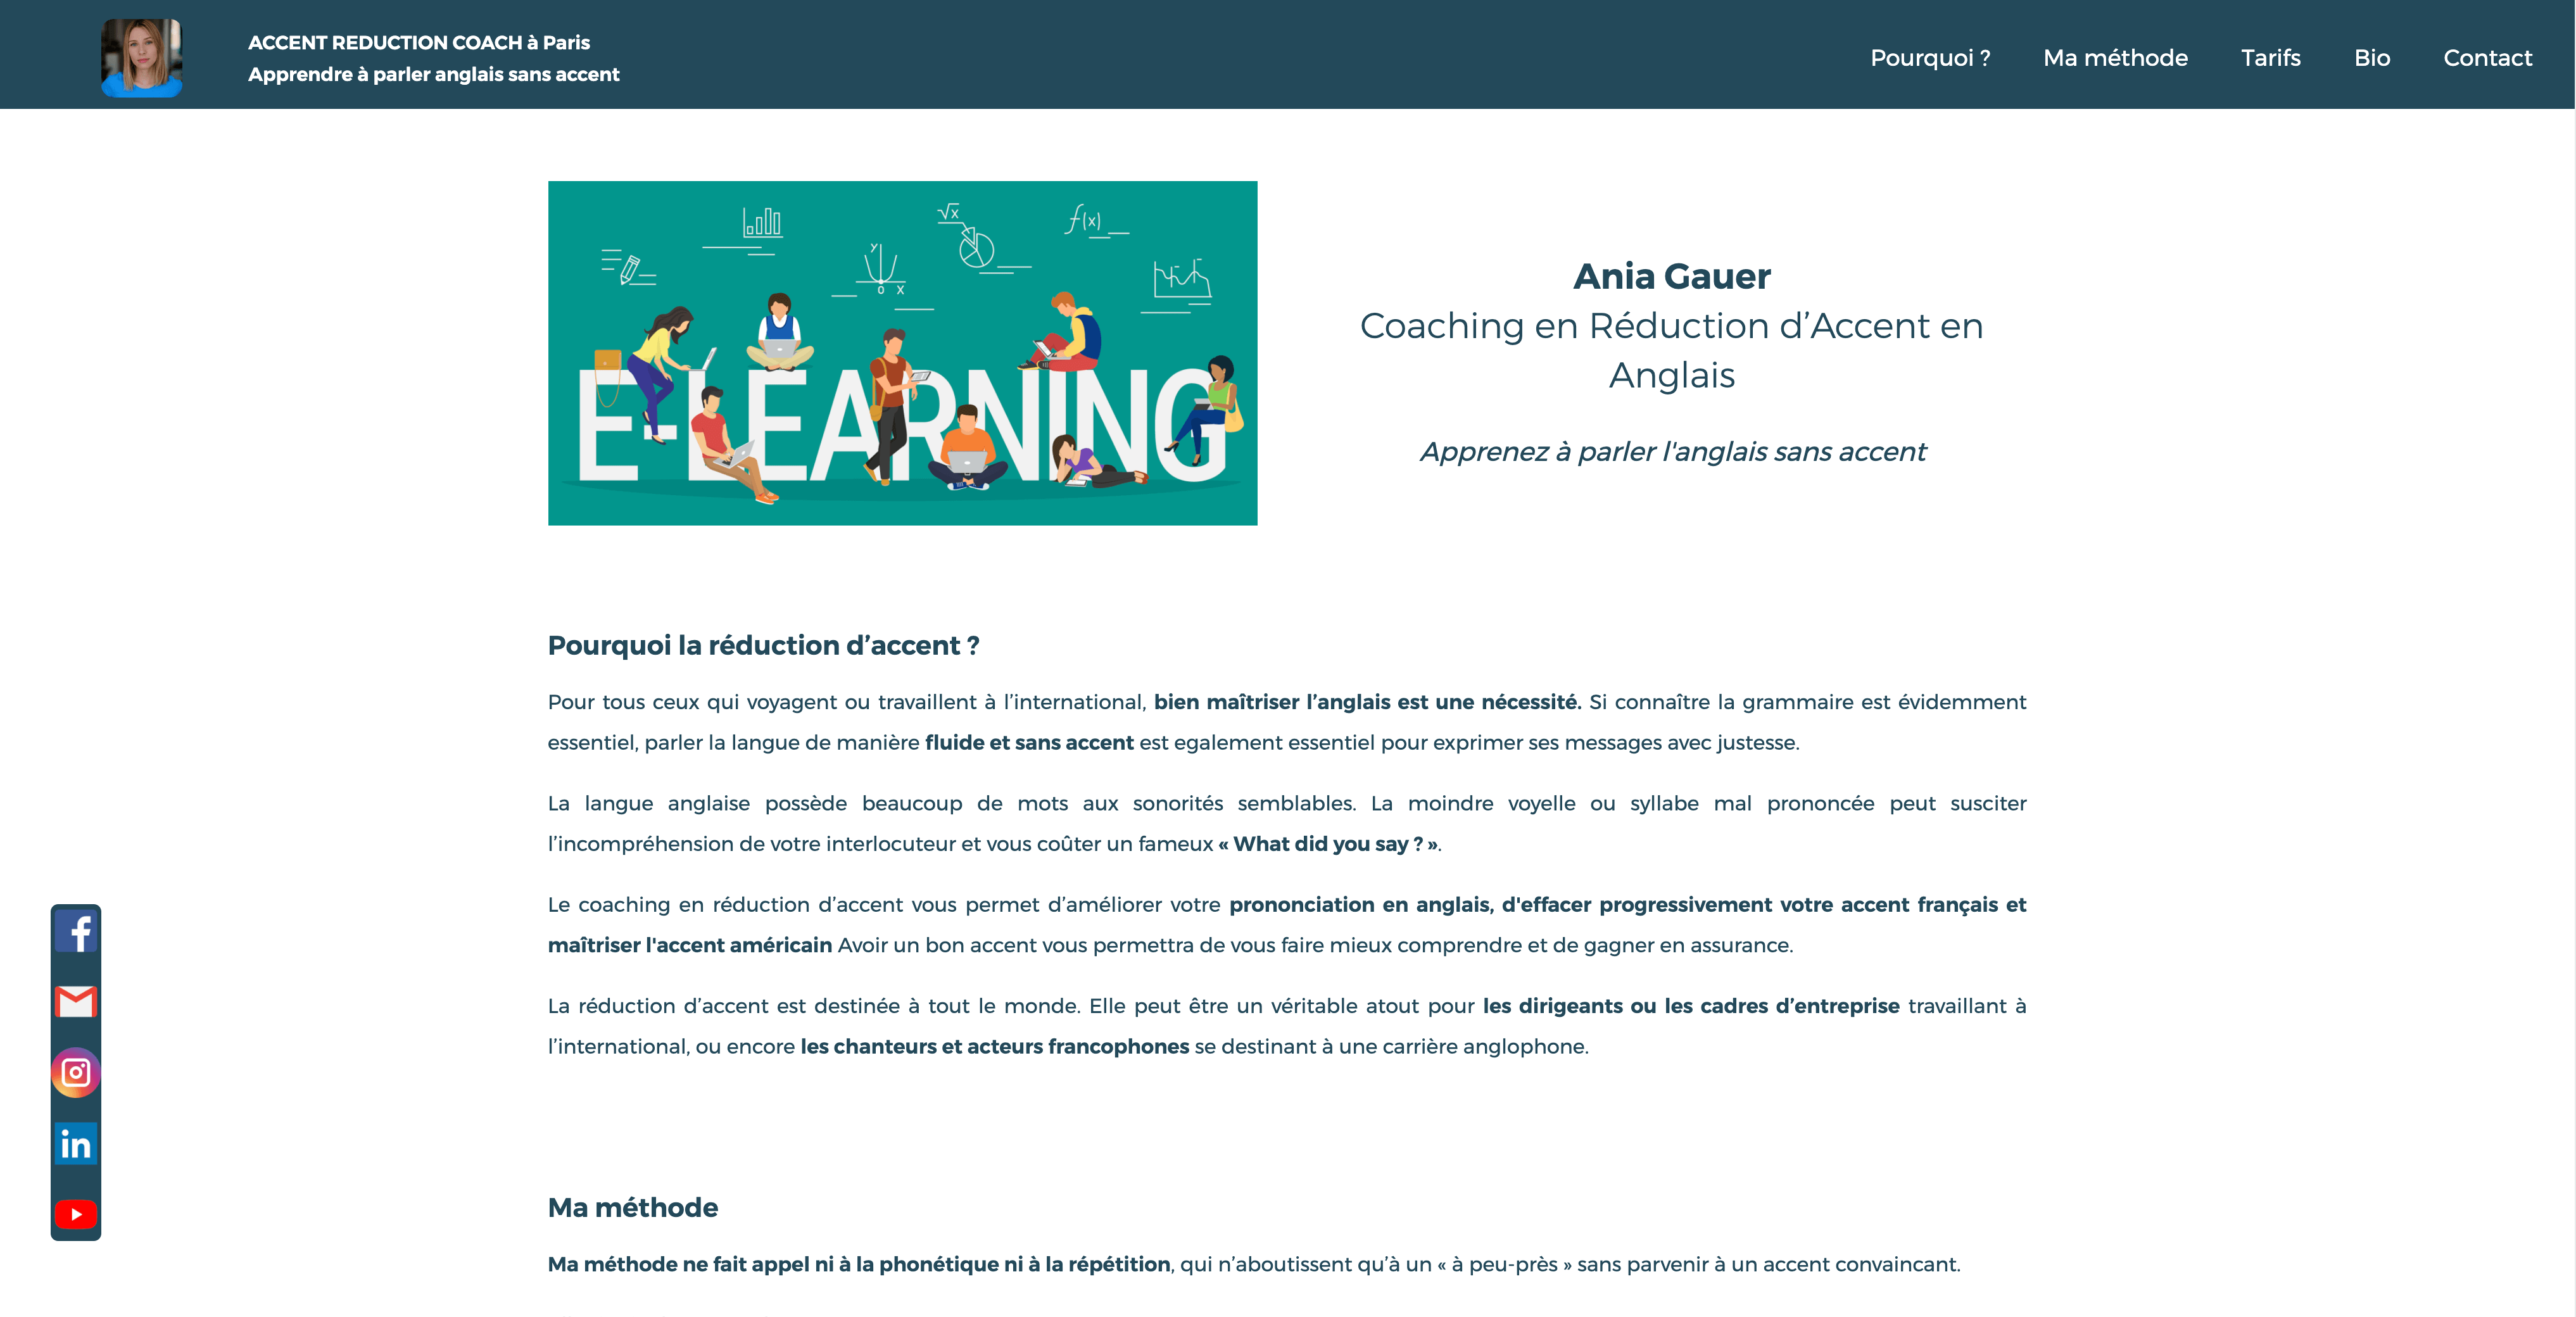 ACCENT REDUCTION COACH à Paris
Apprendre à parler anglais sans accent
Pourquoi ?
Ma méthode
Tarifs
Bio
Contact
√x
f(x)
y
0 x
E-LEARNING
Ania Gauer
Coaching en Réduction d’Accent en
Anglais
Apprenez à parler l'anglais sans accent
Pourquoi la réduction d’accent ?
Pour tous ceux qui voyagent ou travaillent à l’international, bien maîtriser l’anglais est une nécessité. Si connaître la grammaire est évidemment
essentiel, parler la langue de manière fluide et sans accent est egalement essentiel pour exprimer ses messages avec justesse.
La langue anglaise possède beaucoup de mots aux sonorités semblables. La moindre voyelle ou syllabe mal prononcée peut susciter
l’incompréhension de votre interlocuteur et vous coûter un fameux « What did you say ? ».
Le coaching en réduction d’accent vous permet d’améliorer votre prononciation en anglais, d'effacer progressivement votre accent français et
maîtriser l'accent américain Avoir un bon accent vous permettra de vous faire mieux comprendre et de gagner en assurance.
La réduction d’accent est destinée à tout le monde. Elle peut être un véritable atout pour les dirigeants ou les cadres d’entreprise travaillant à
l’international, ou encore les chanteurs et acteurs francophones se destinant à une carrière anglophone.
f
in
Ma méthode
Ma méthode ne fait appel ni à la phonétique ni à la répétition, qui n’aboutissent qu’à un « à peu-près » sans parvenir à un accent convaincant.